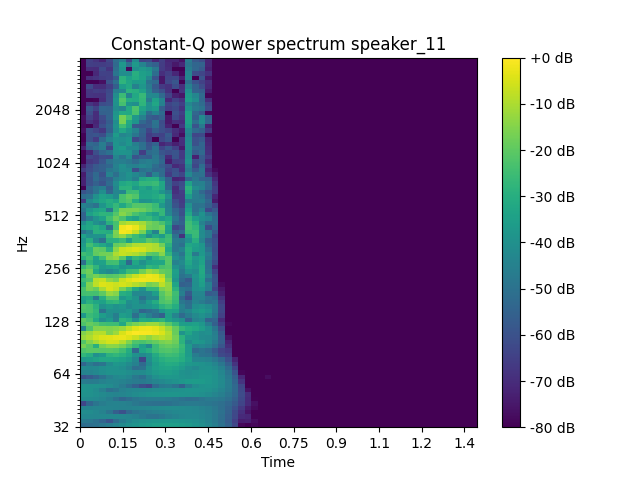 Constant-Q power spectrum speaker_11
+0 dB
2048
-10 dB
1024
-20 dB
512
-30 dB
Hz
-40 dB
256
-50 dB
128
-60 dB
64
-70 dB
32
-80 dB
0 0.15 0.3 0.45 0.6 0.75 0.9 1.1 1.2 1.4
Time